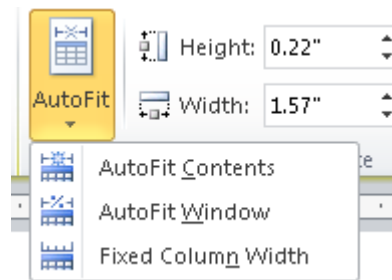 Height: 0.22"
AutoFit
Width: 1.57"
AutoFit Contents
AutoFit Window
Fixed Column Width